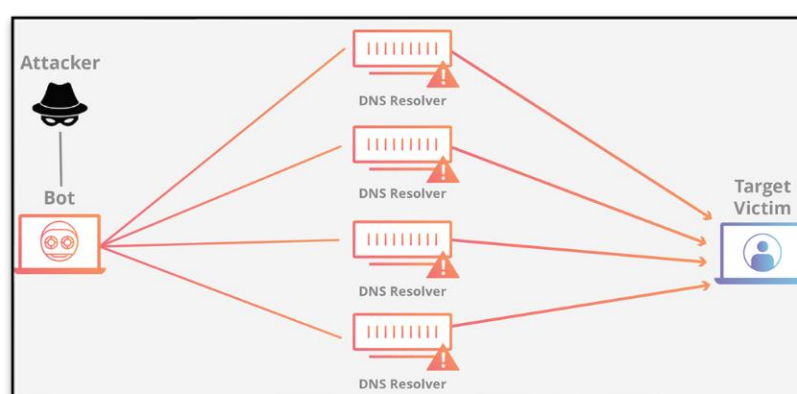 Attacker
Bot
DNS Resolver
DNS Resolver
DNS Resolver
DNS Resolver
Target
Victim